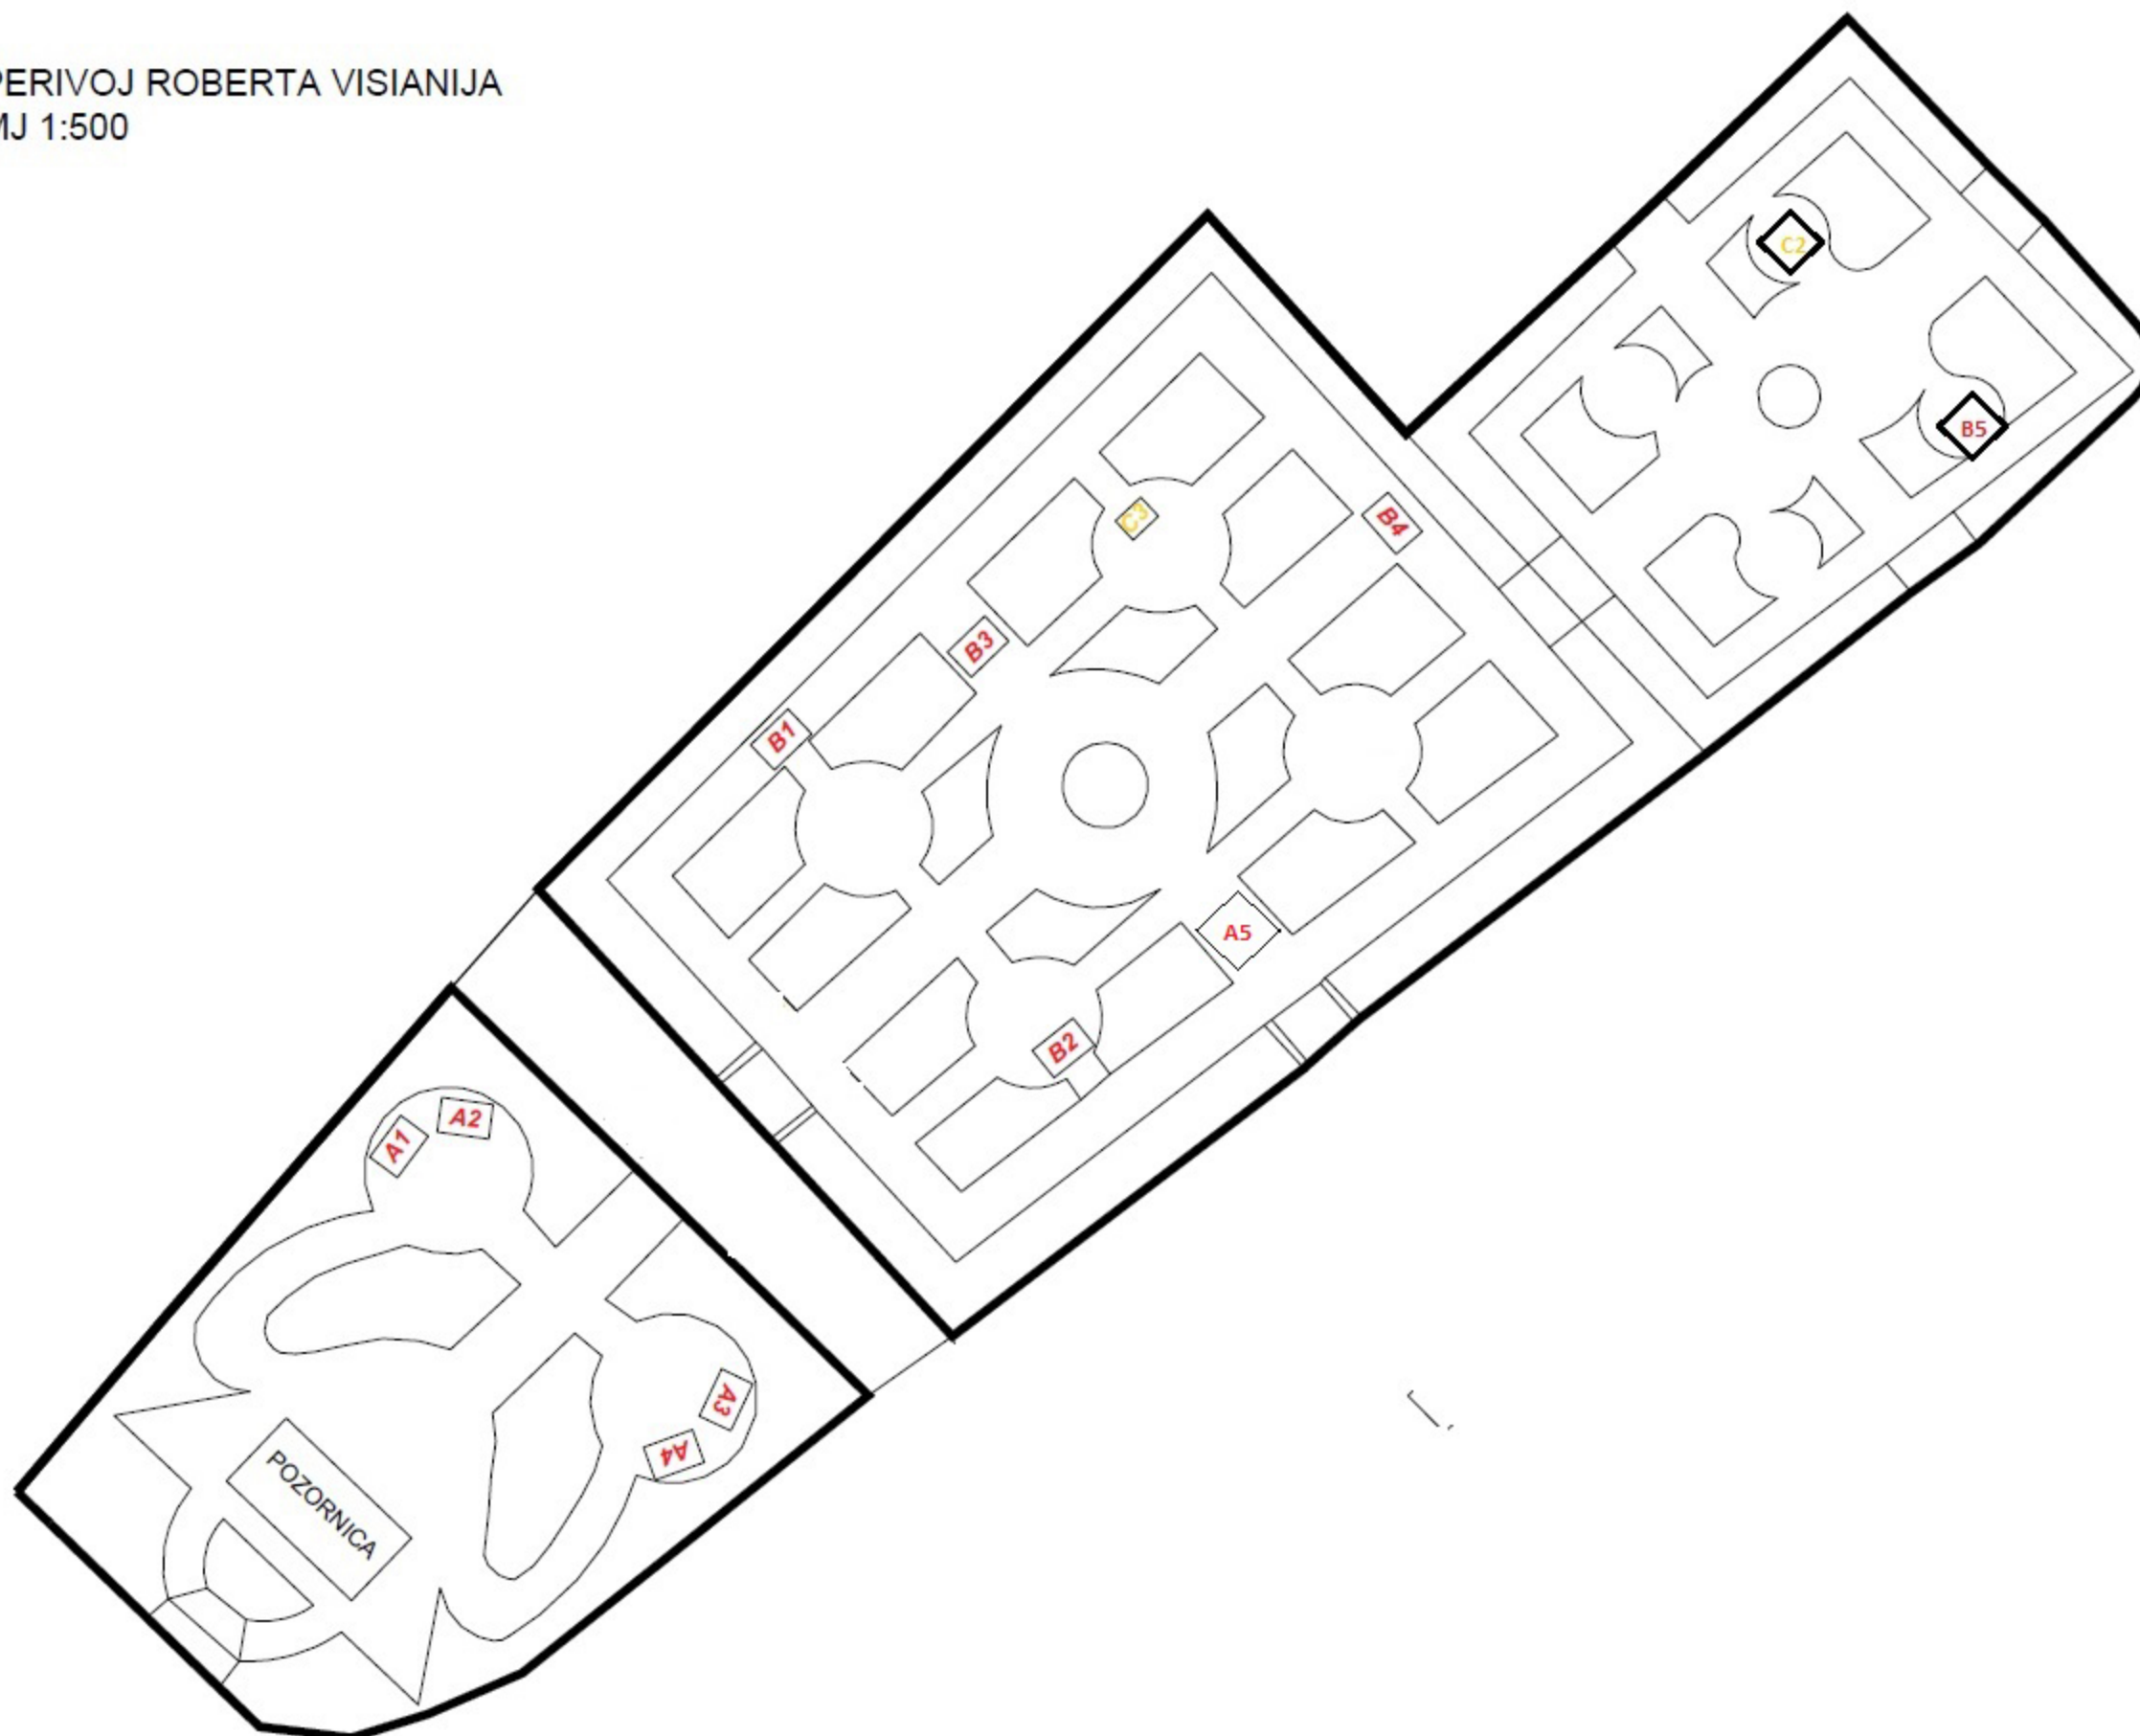 PERIVOJ ROBERTA VISIANIJA
MJ 1:500
C2
B5
C3
B4
B3
B1
A5
B2
A2
A1
A3
A4
POZORNICA